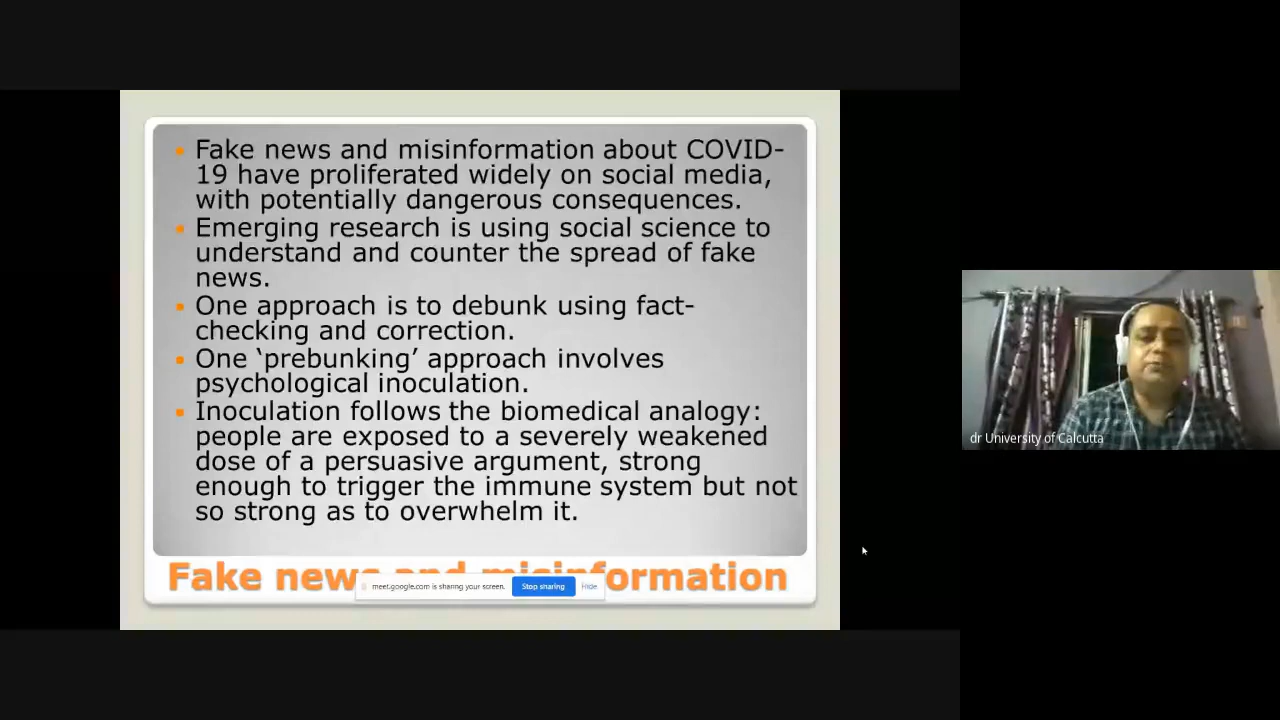 Fake news and misinformation about COVID-
19 have proliferated widely on social media,
with potentially dangerous consequences.
Emerging research is using social science to
understand and counter the spread of fake
news.
One approach is to debunk using fact-
checking and correction.
One ‘prebunking’ approach involves
psychological inoculation.
Inoculation follows the biomedical analogy:
people are exposed to a severely weakened
dose of a persuasive argument, strong
enough to trigger the immune system but not
so strong as to overwhelm it.
Fake news and misinformation
meet.google.com is sharing your screen.
Stop sharing
Hide
dr University of Calcutta